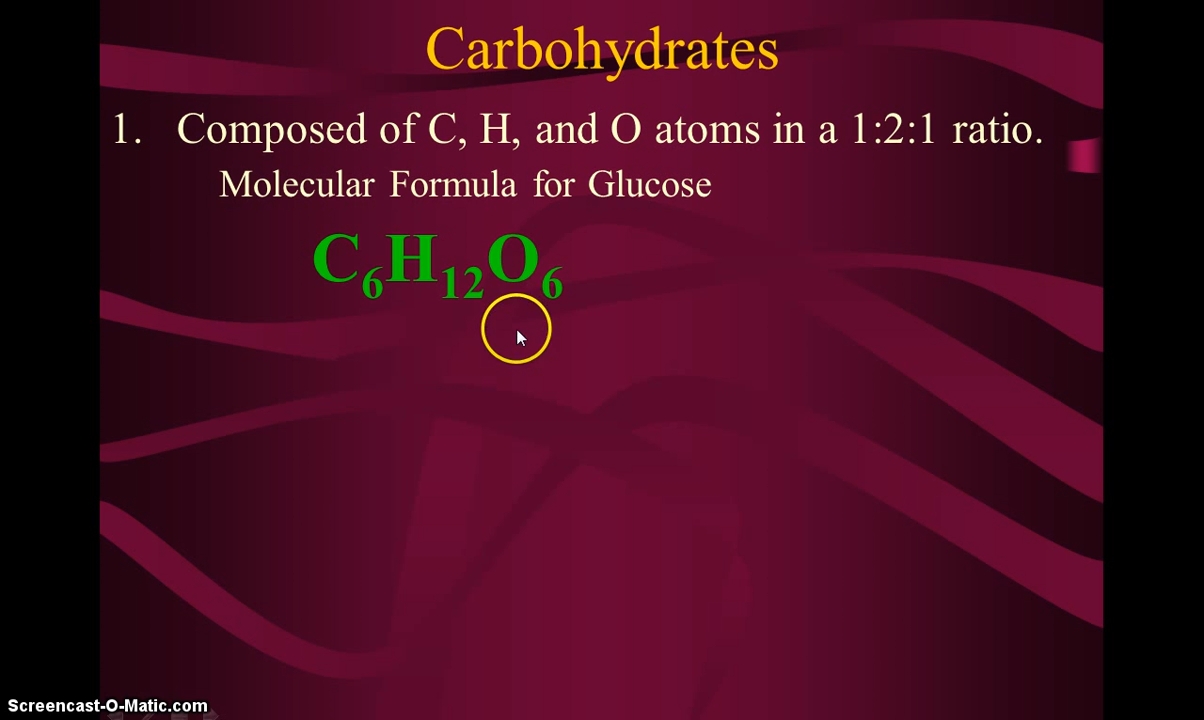 Carbohydrates
1. Composed of C, H, and O atoms in a 1:2:1 ratio.
Molecular Formula for Glucose
C₆H₁₂O₆
Screencast-O-Matic.com